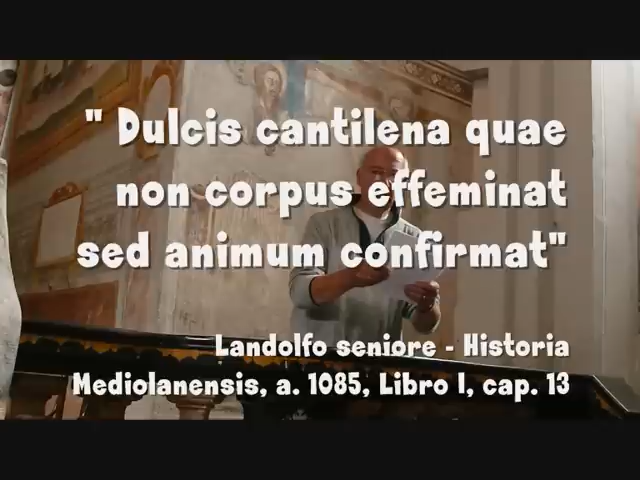 " Dulcis cantilena quae
non corpus effeminat
sed animum confirmat"
Landolfo seniore - Historia
Mediolanensis, a. 1085, Libro I, cap. 13